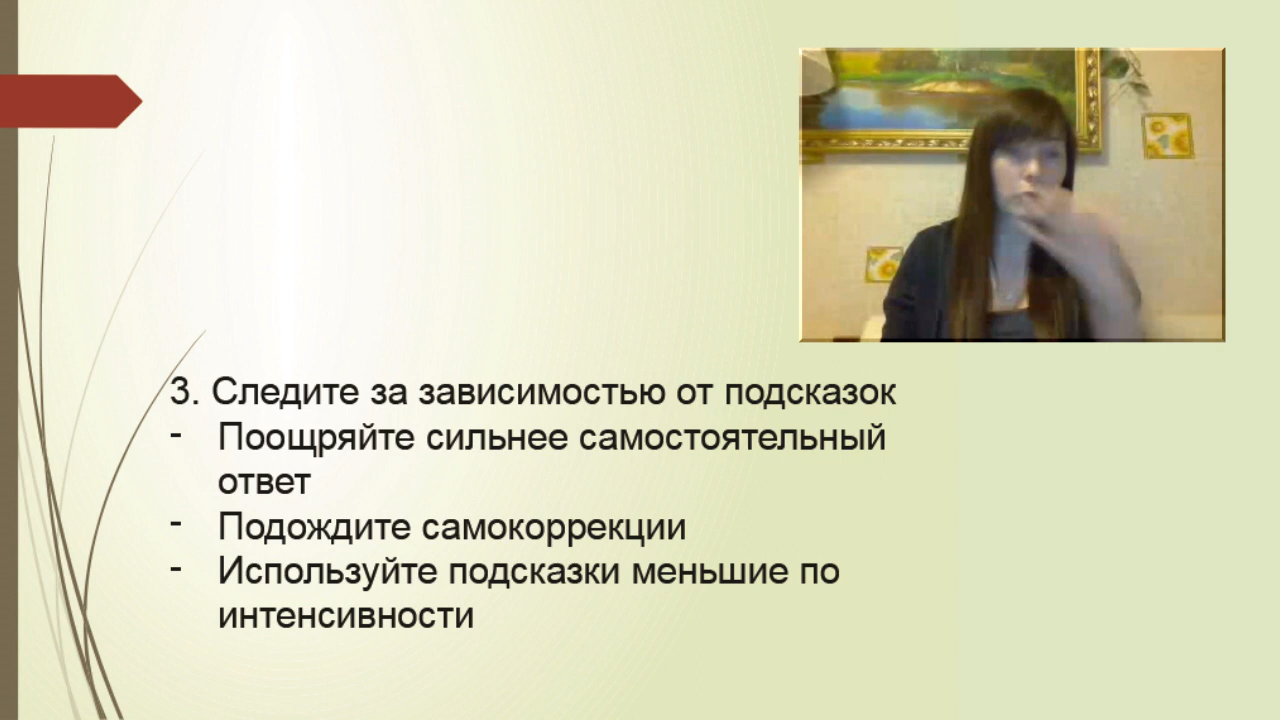 3. Следите за зависимостью от подсказок
- Поощряйте сильнее самостоятельный
ответ
- Подождите самокоррекции
- Используйте подсказки меньшие по
интенсивности